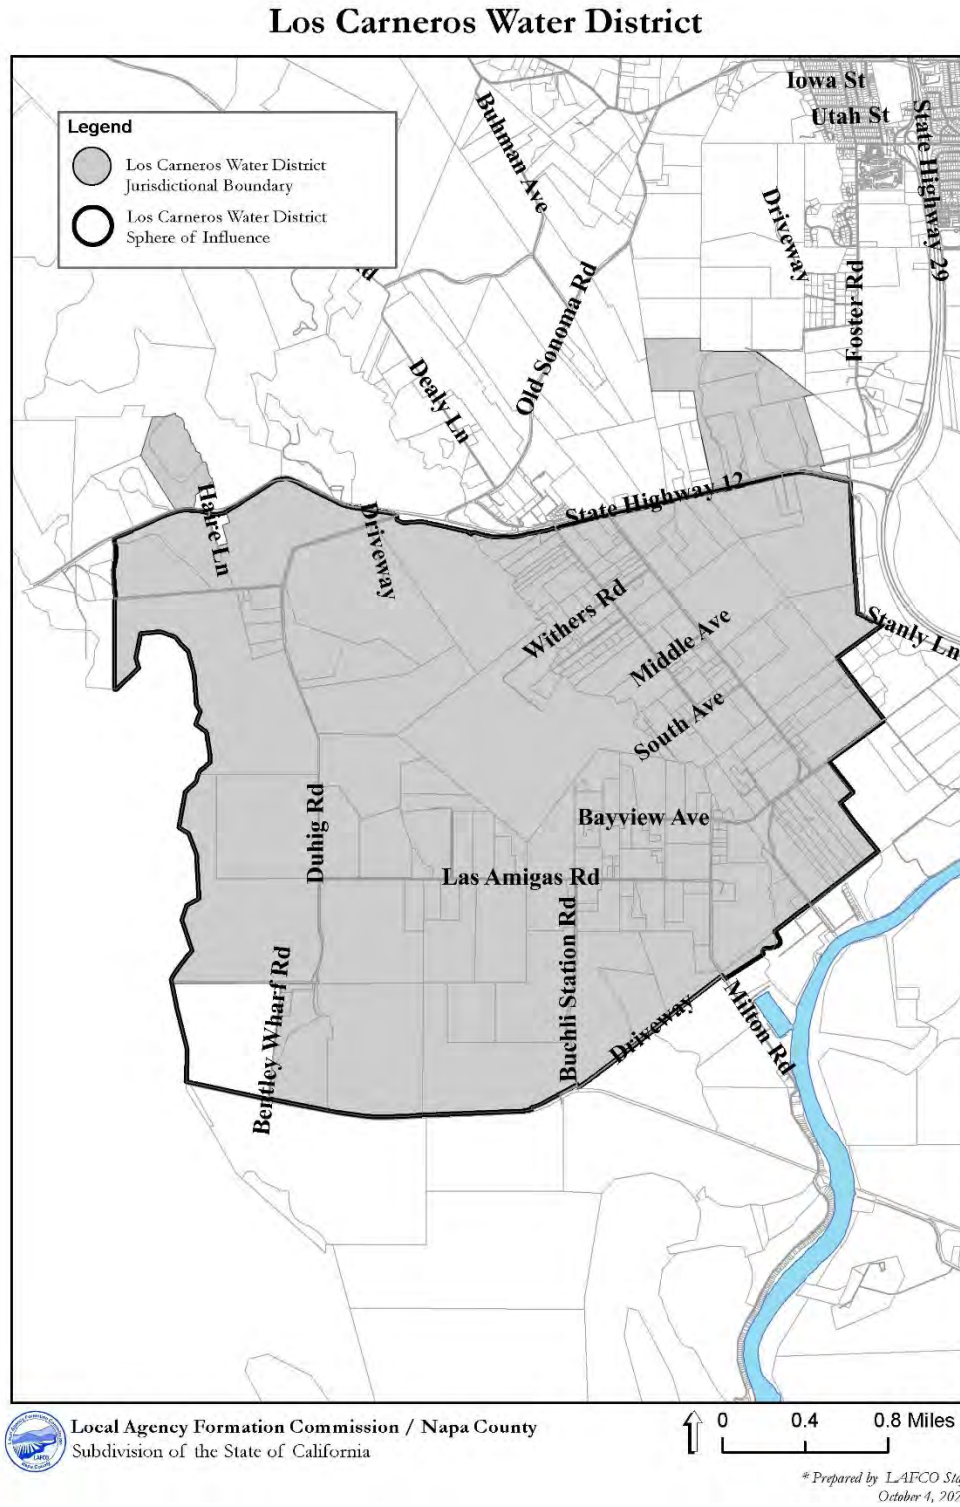 Los Carneros Water District
Legend
Los Carneros Water District
Jurisdictional Boundary
Los Carneros Water District
Sphere of Influence
Iowa St
Utah St
State Highway 29
Buhman Ave
Driveway
Foster Rd
Old Sonoma Rd
Dealy Ln
State Highway 12
Haire Ln
Driveway
Withers Rd
Middle Ave
South Ave
Stanly Ln
Duhig Rd
Bayview Ave
Las Amigas Rd
Buchli Station Rd
Bentley Wharf Rd
Driveway
Milton Rd
Local Agency Formation Commission / Napa County
Subdivision of the State of California
0 0.4 0.8 Miles
* Prepared by LAFCO
October 4,